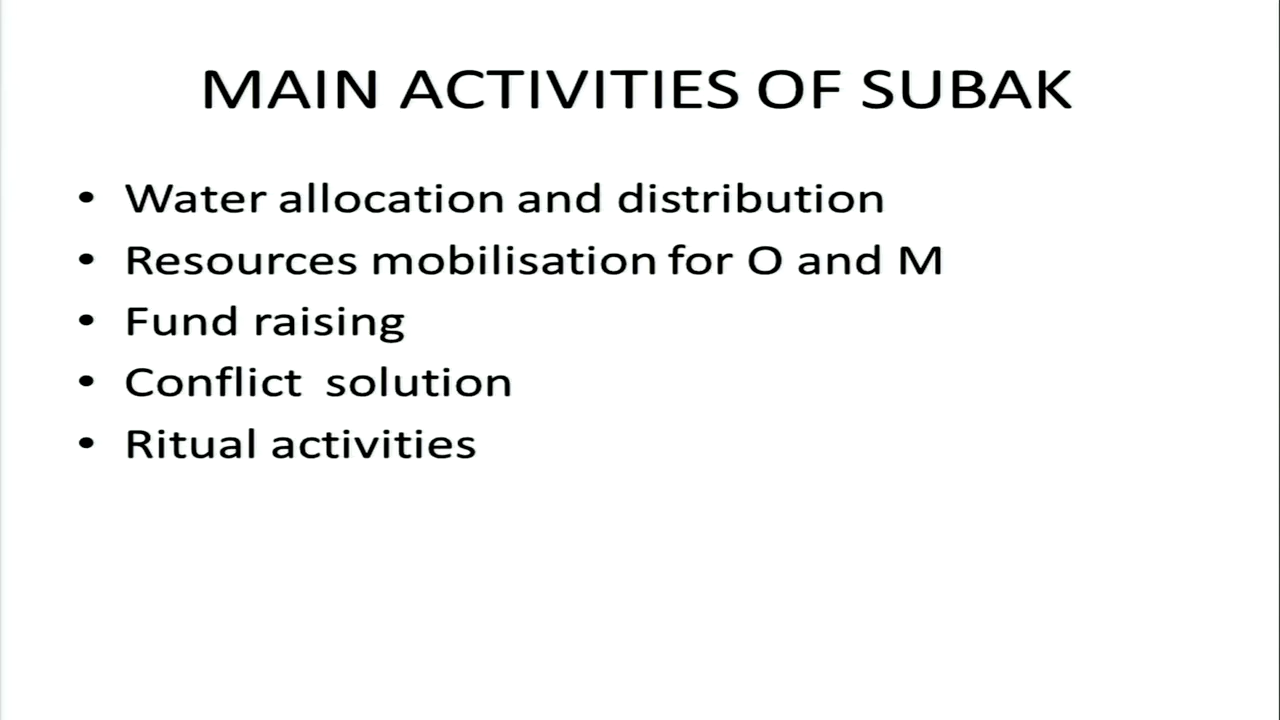 MAIN ACTIVITIES OF SUBAK
• Water allocation and distribution
• Resources mobilisation for O and M
• Fund raising
• Conflict  solution
• Ritual activities